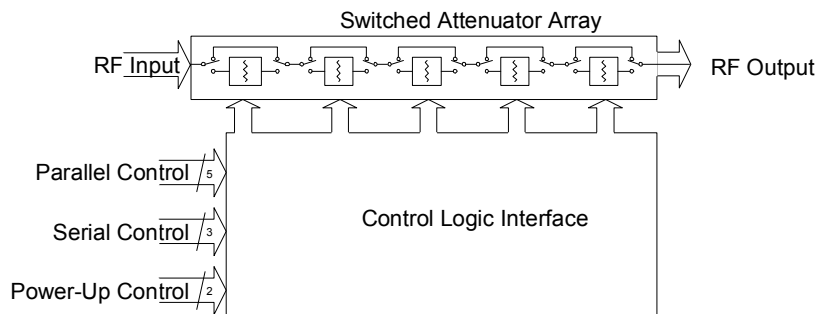 Switched Attenuator Array
RF Input
RF Output
Parallel Control
5
Serial Control
3
Control Logic Interface
Power-Up Control
2